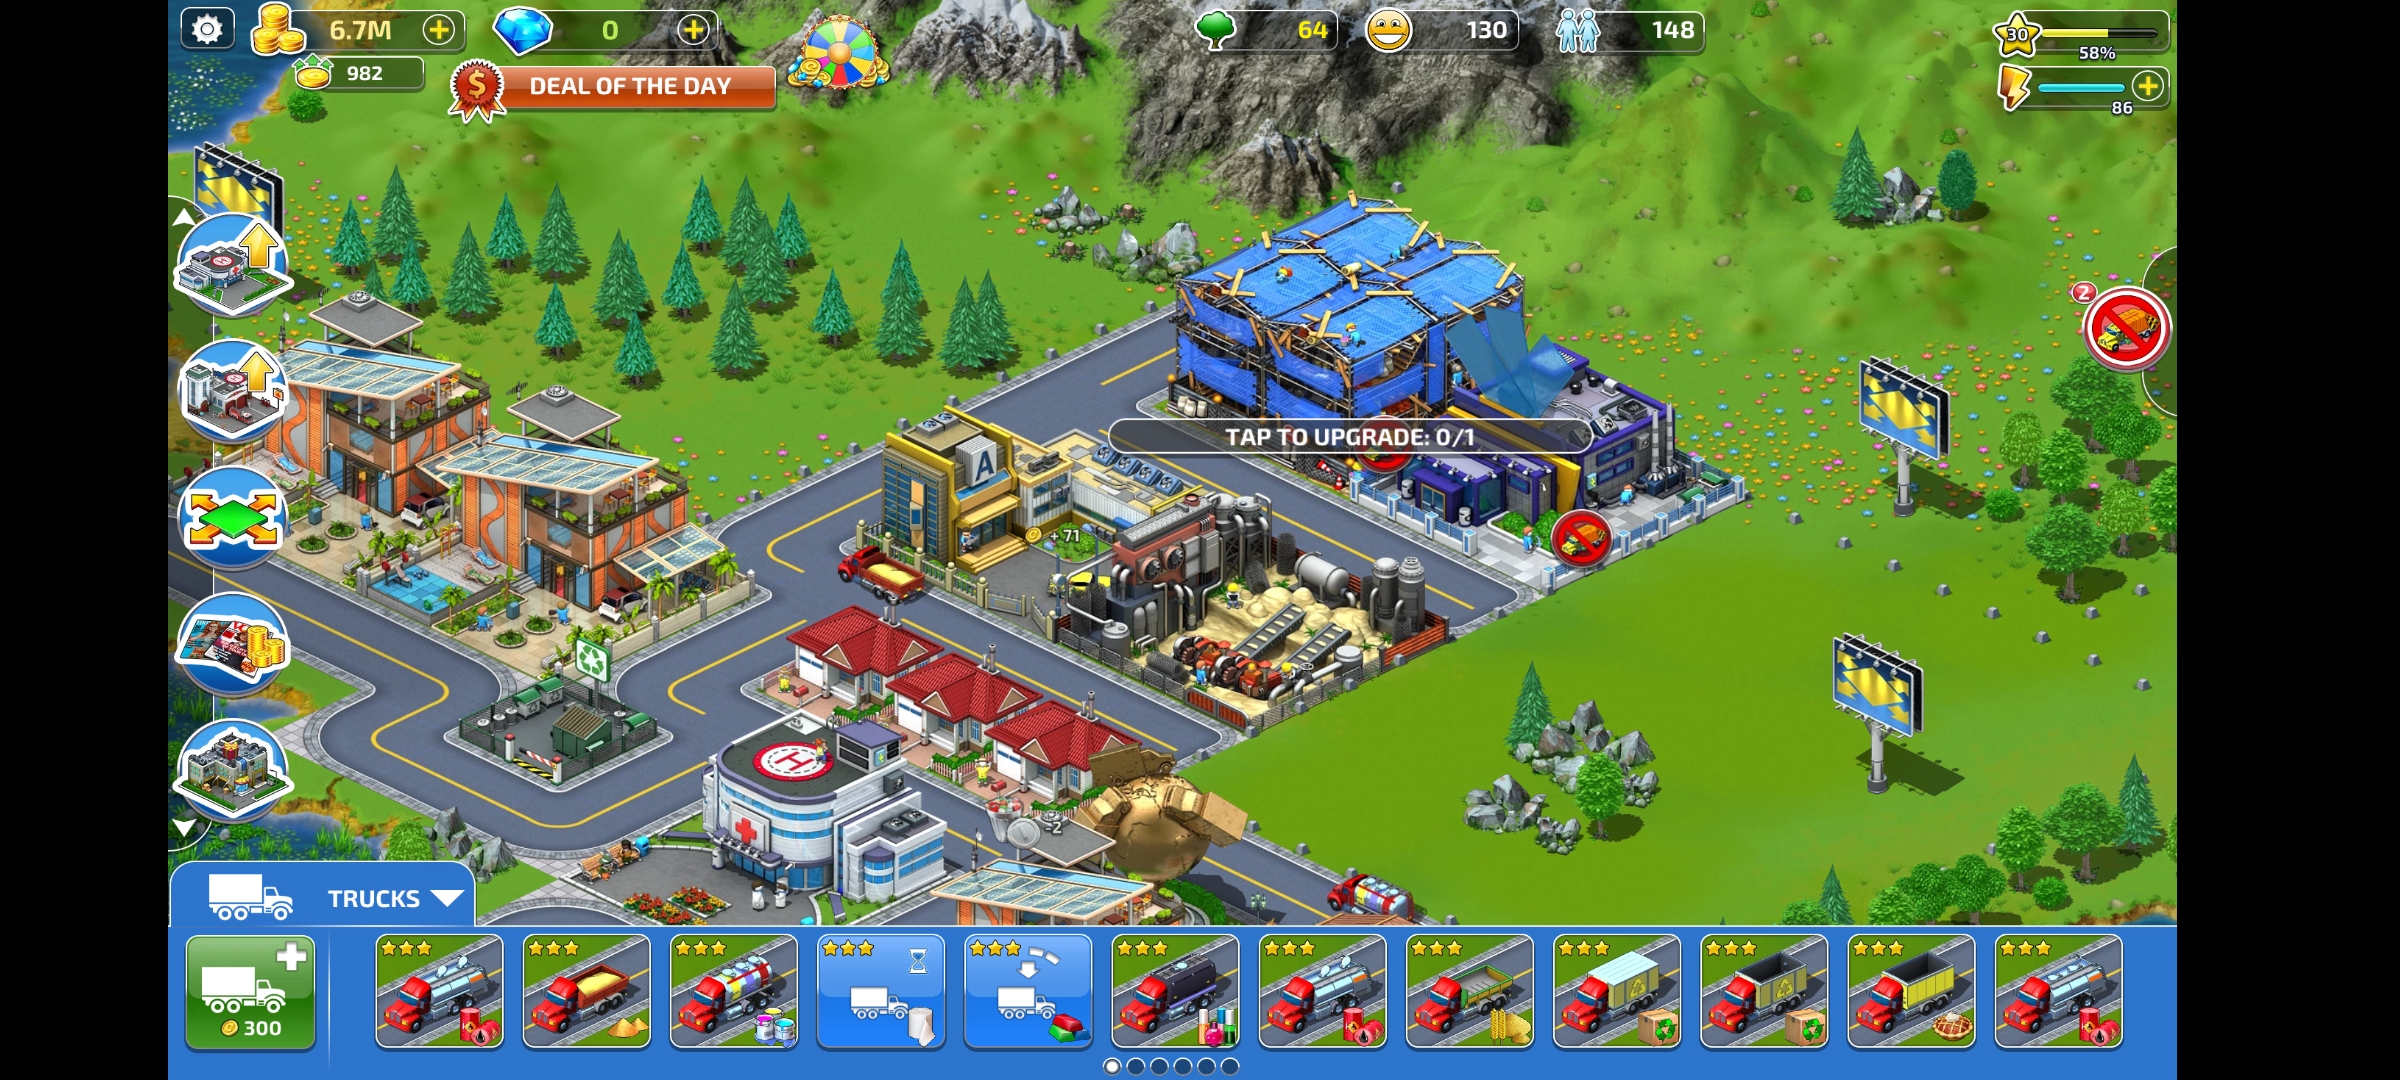 6.7M
0
64
130
148
30
58%
982
DEAL OF THE DAY
86
2
TAP TO UPGRADE: 0/1
A
+71
H
-2
TRUCKS
300